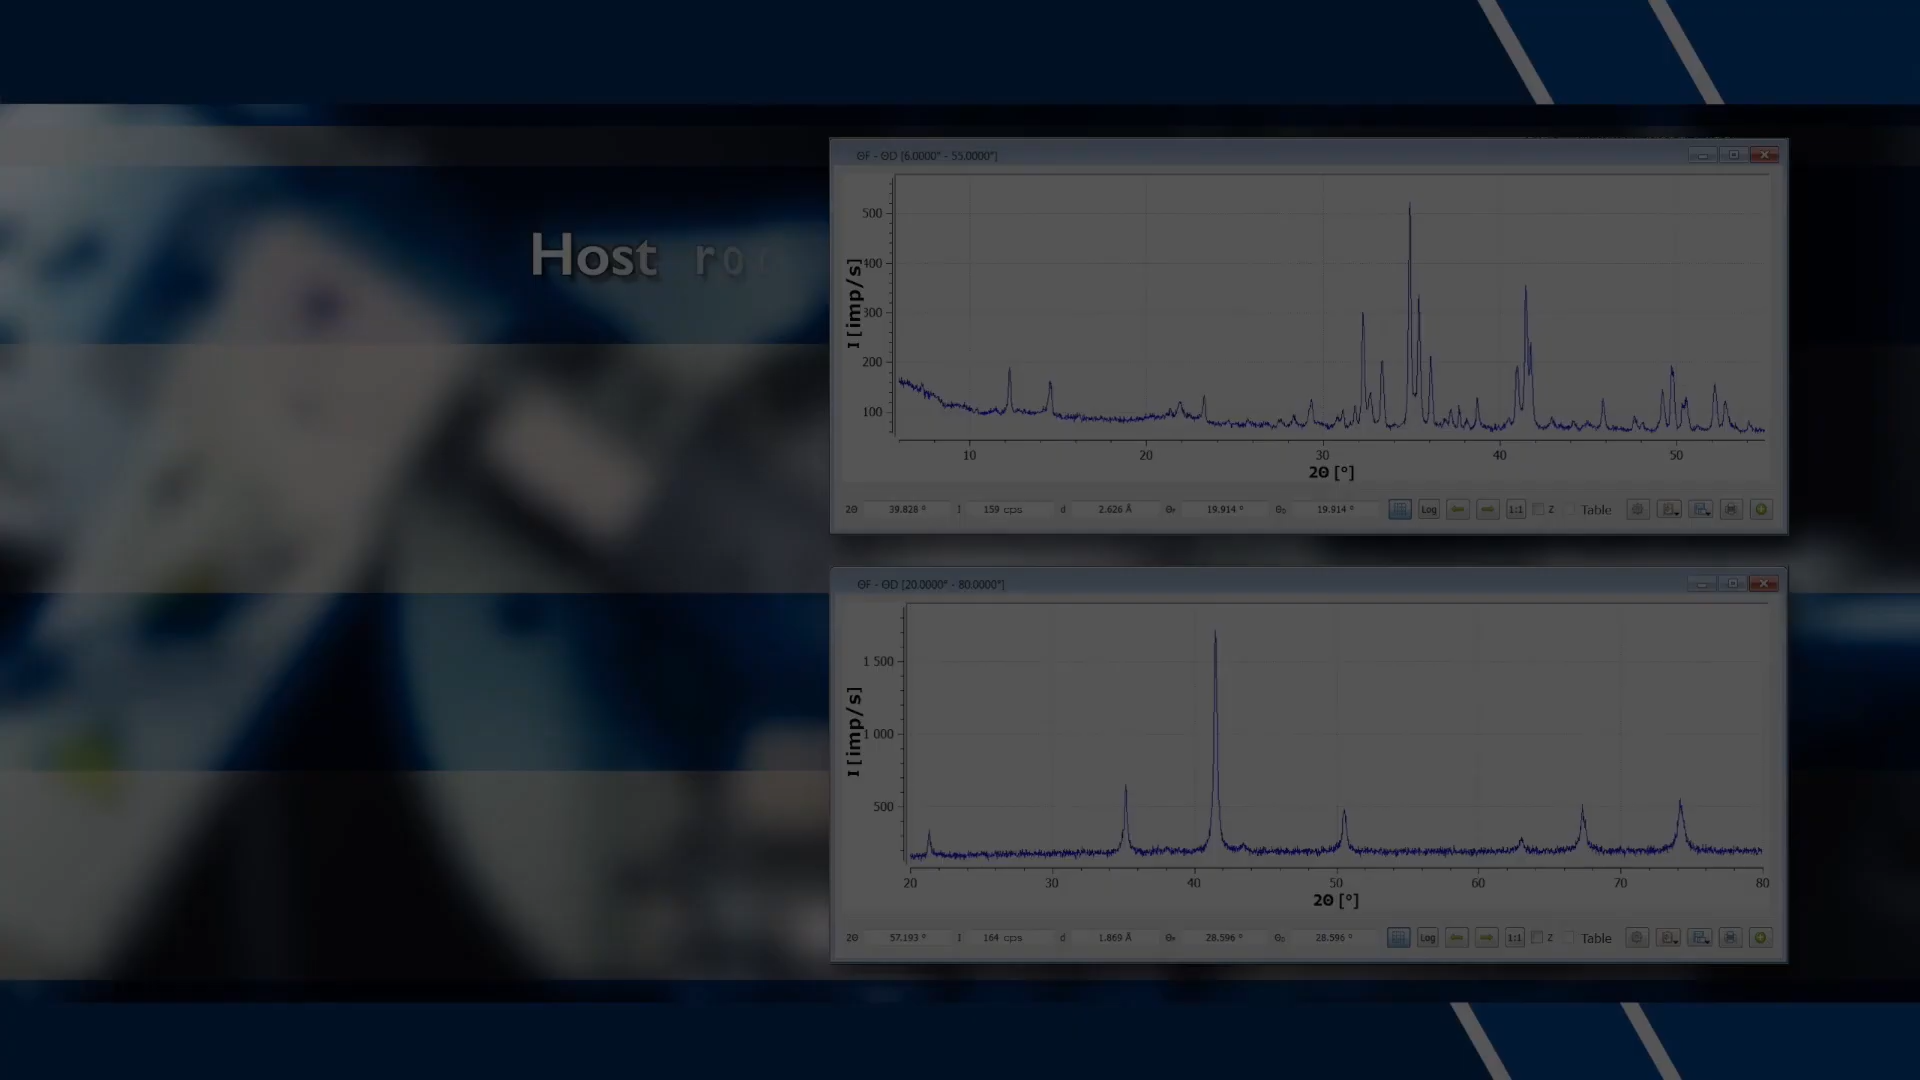 Host ro
ΘF - ΘD [6.0000° - 55.0000°]
500
400
300
200
100
I [imp/s]
10 20 30 40 50
2Θ [°]
2Θ 39.828 ° I 159 cps d 2.626 Å Θ 19.914 ° Θ 19.914 ° Log 1:1 Z Table
ΘF - ΘD [20.0000° - 80.0000°]
1 500
1 000
500
I [imp/s]
20 30 40 50 60 70 80
2Θ [°]
2Θ 57.193 ° I 164 cps d 1.869 Å Θ 28.596 ° Θ 28.596 ° Log 1:1 Z Table